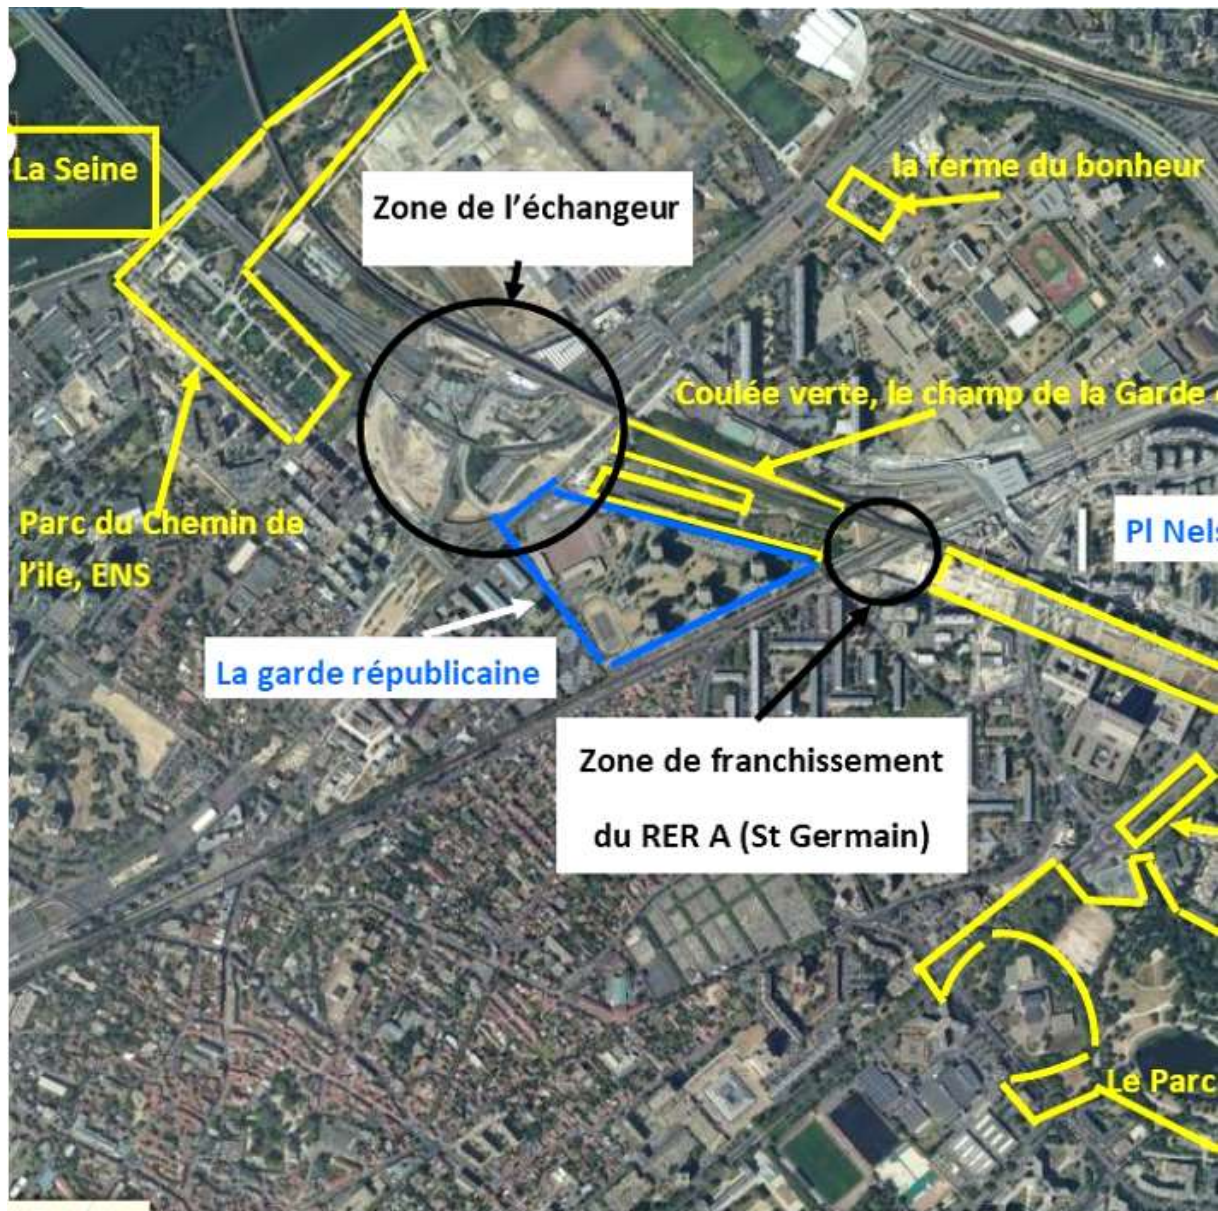 La Seine
la ferme du bonheur
Zone de l’échangeur
Coulée verte, le champ de la Garde
Parc du Chemin de
l’ile, ENS
Pl Nels
La garde républicaine
Zone de franchissement
du RER A (St Germain)
Le Parc